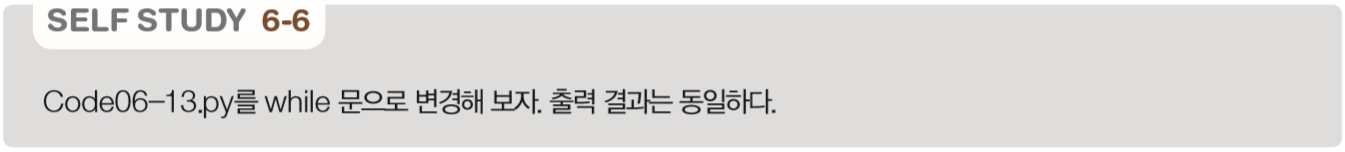 SELF STUDY 6-6
Code06-13.py를 while 문으로 변경해 보자. 출력 결과는 동일하다.